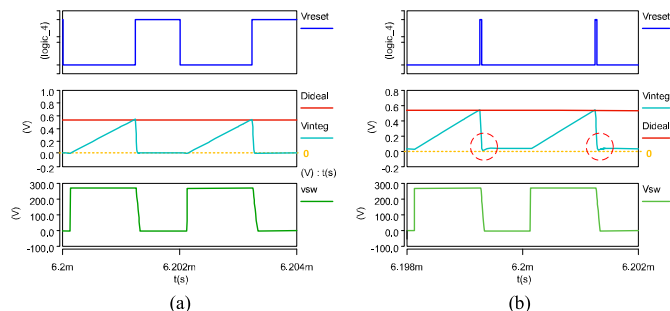 (logic_4)
Vreset
1.0
0.8
0.6
0.4
0.2
0.0
-0.2
(V)
Dideal
Vinteg
0
(V) : t(s)
300.0
200.0
100.0
0.0
-100,0
(V)
vsw
6.2m
6.202m
6.204m
t(s)
(a)
(logic_4)
Vreset
0.8
0.6
0.4
0.2
0.0
-0.2
(V)
Vinteg
Dideal
0
300.0
200.0
100.0
0.0
-100,0
(V)
Vsw
6.198m
6.2m
6.202m
t(s)
(b)